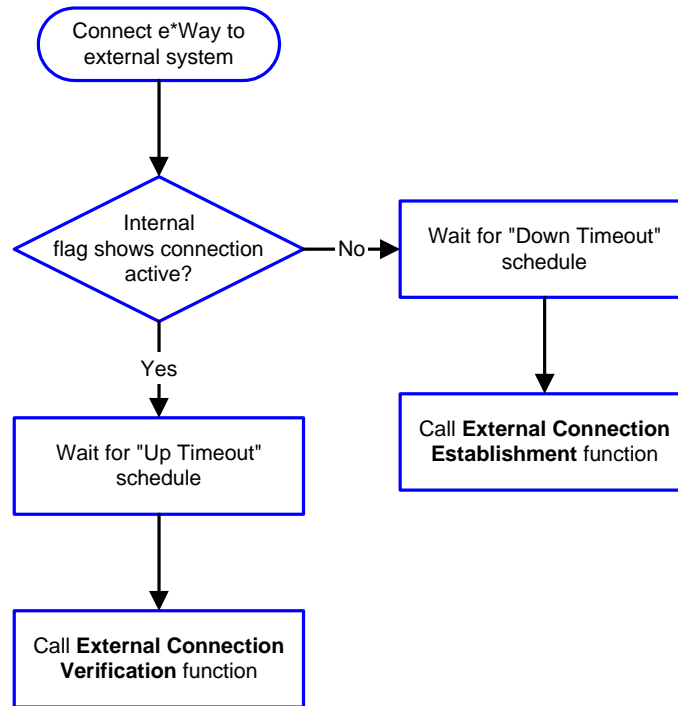 Connect e*Way to
external system
Internal
flag shows connection
active?
No
Wait for "Down Timeout"
schedule
Yes
Call External Connection
Establishment function
Wait for "Up Timeout"
schedule
Call External Connection
Verification function